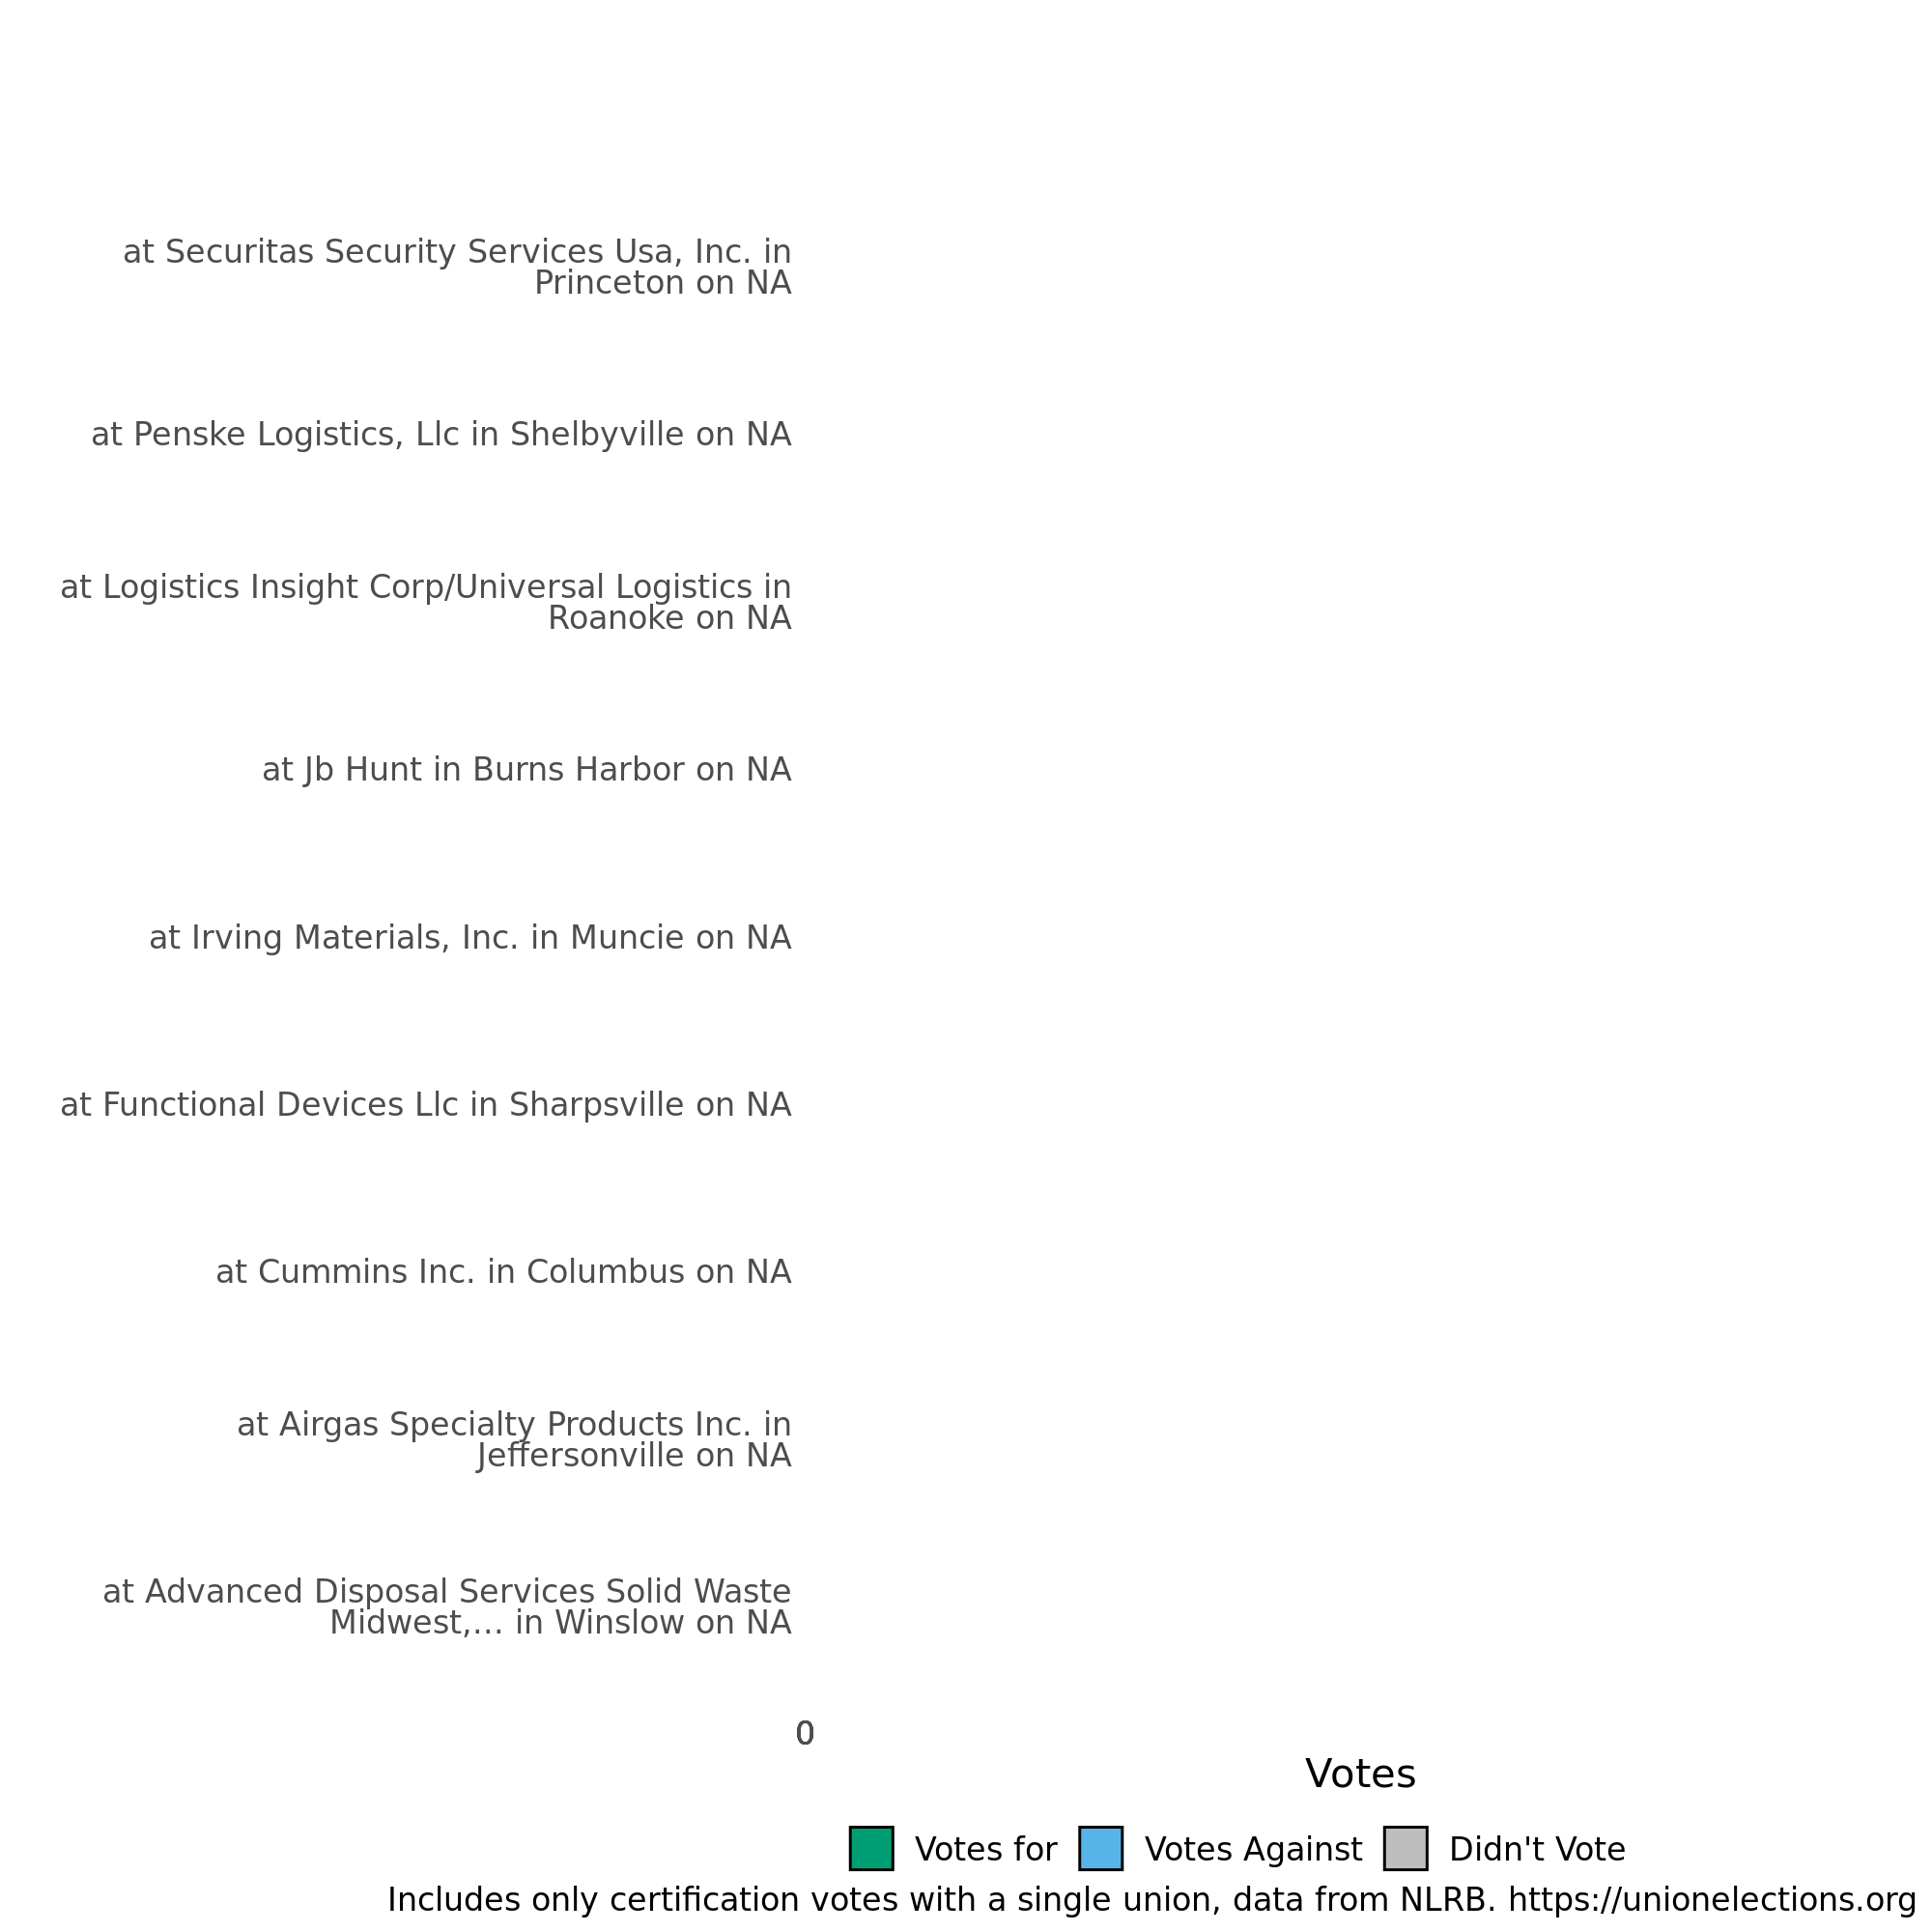 at Securitas Security Services Usa, Inc. in
Princeton on NA
at Penske Logistics, Llc in Shelbyville on NA
at Logistics Insight Corp/Universal Logistics in
Roanoke on NA
at Jb Hunt in Burns Harbor on NA
at Irving Materials, Inc. in Muncie on NA
at Functional Devices Llc in Sharpsville on NA
at Cummins Inc. in Columbus on NA
at Airgas Specialty Products Inc. in
Jeffersonville on NA
at Advanced Disposal Services Solid Waste
Midwest,... in Winslow on NA
0
Votes
Votes for Votes Against Didn't Vote
Includes only certification votes with a single union, data from NLRB. https://unionelections.org